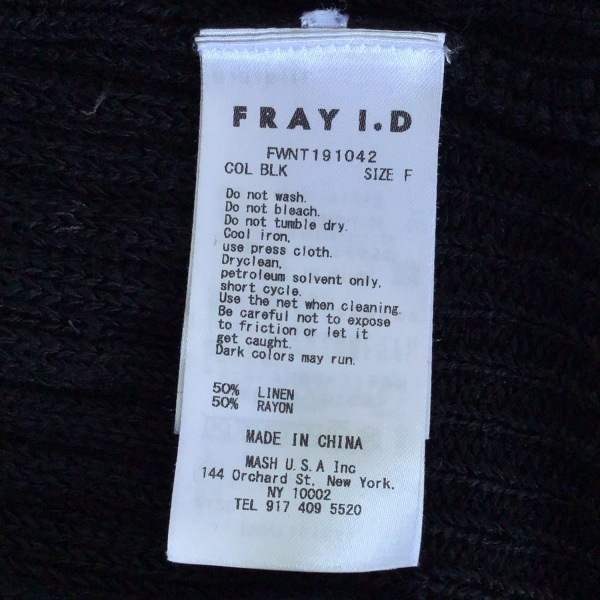 FRAY I.D
FWNT191042
COL BLK SIZE F
Do not wash.
Do not bleach.
Do not tumble dry.
Cool iron,
use press cloth.
Dryclean,
petroleum solvent only,
short cycle.
Use the net when cleaning.
Be careful not to expose
to friction or let it
get caught.
Dark colors may run.
50% LINEN
50% RAYON
MADE IN CHINA
MASH U.S.A Inc
144 Orchard St, New York,
NY 10002
TEL 917 409 5520